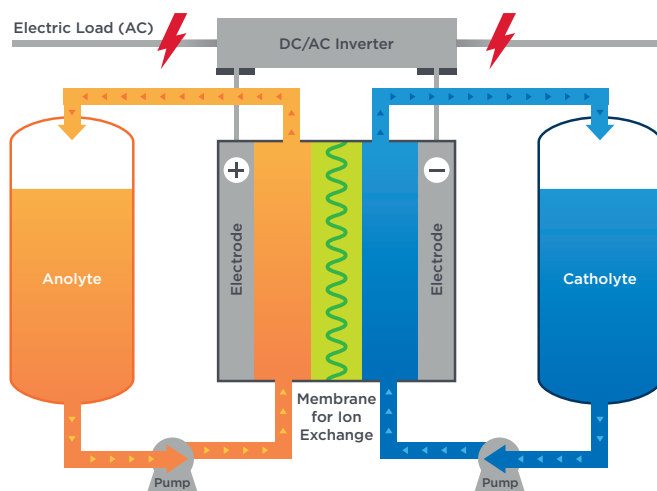 Electric Load (AC)
DC/AC Inverter
+
−
Electrode
Electrode
Anolyte
Catholyte
Membrane
for Ion
Exchange
Pump
Pump